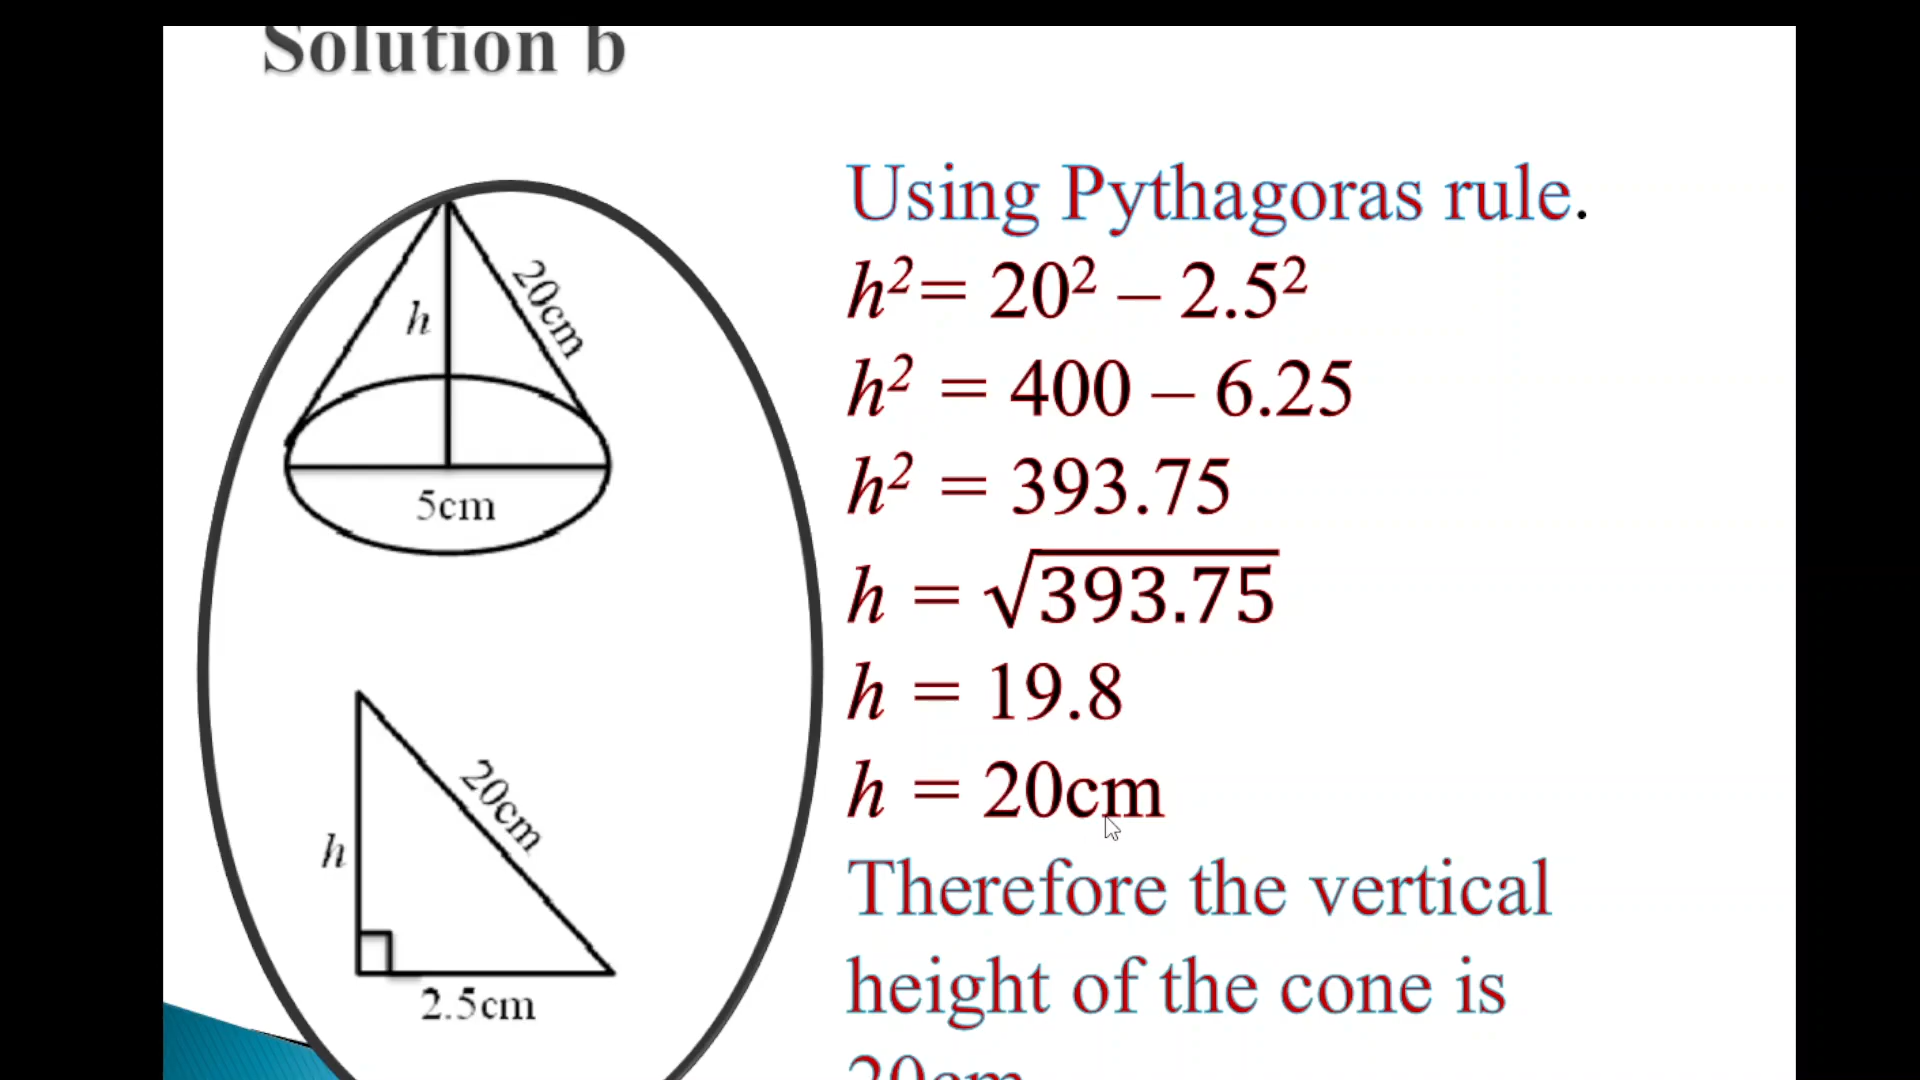 Solution b
Using Pythagoras rule.
h² = 20² – 2.5²
h² = 400 – 6.25
h² = 393.75
h = √393.75
h = 19.8
h = 20cm
Therefore the vertical
height of the cone is
20cm
h
20cm
5cm
h
20cm
2.5cm